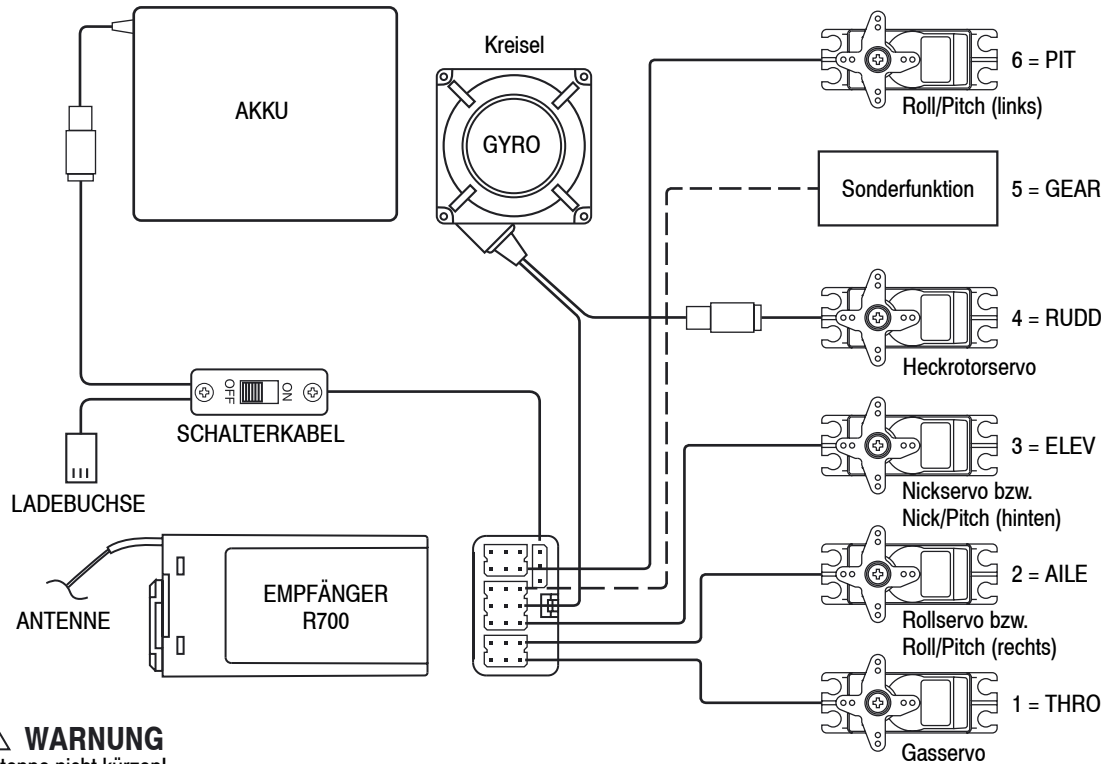 Kreisel
AKKU
GYRO
6 = PIT
Roll/Pitch (links)
Sonderfunktion
5 = GEAR
4 = RUDD
Heckrotorservo
OFF
ON
SCHALTERKABEL
LADEBUCHSE
3 = ELEV
Nickservo bzw.
Nick/Pitch (hinten)
ANTENNE
EMPFÄNGER
R700
2 = AILE
Rollservo bzw.
Roll/Pitch (rechts)
1 = THRO
Gasservo
WARNUNG
nicht kürzen!